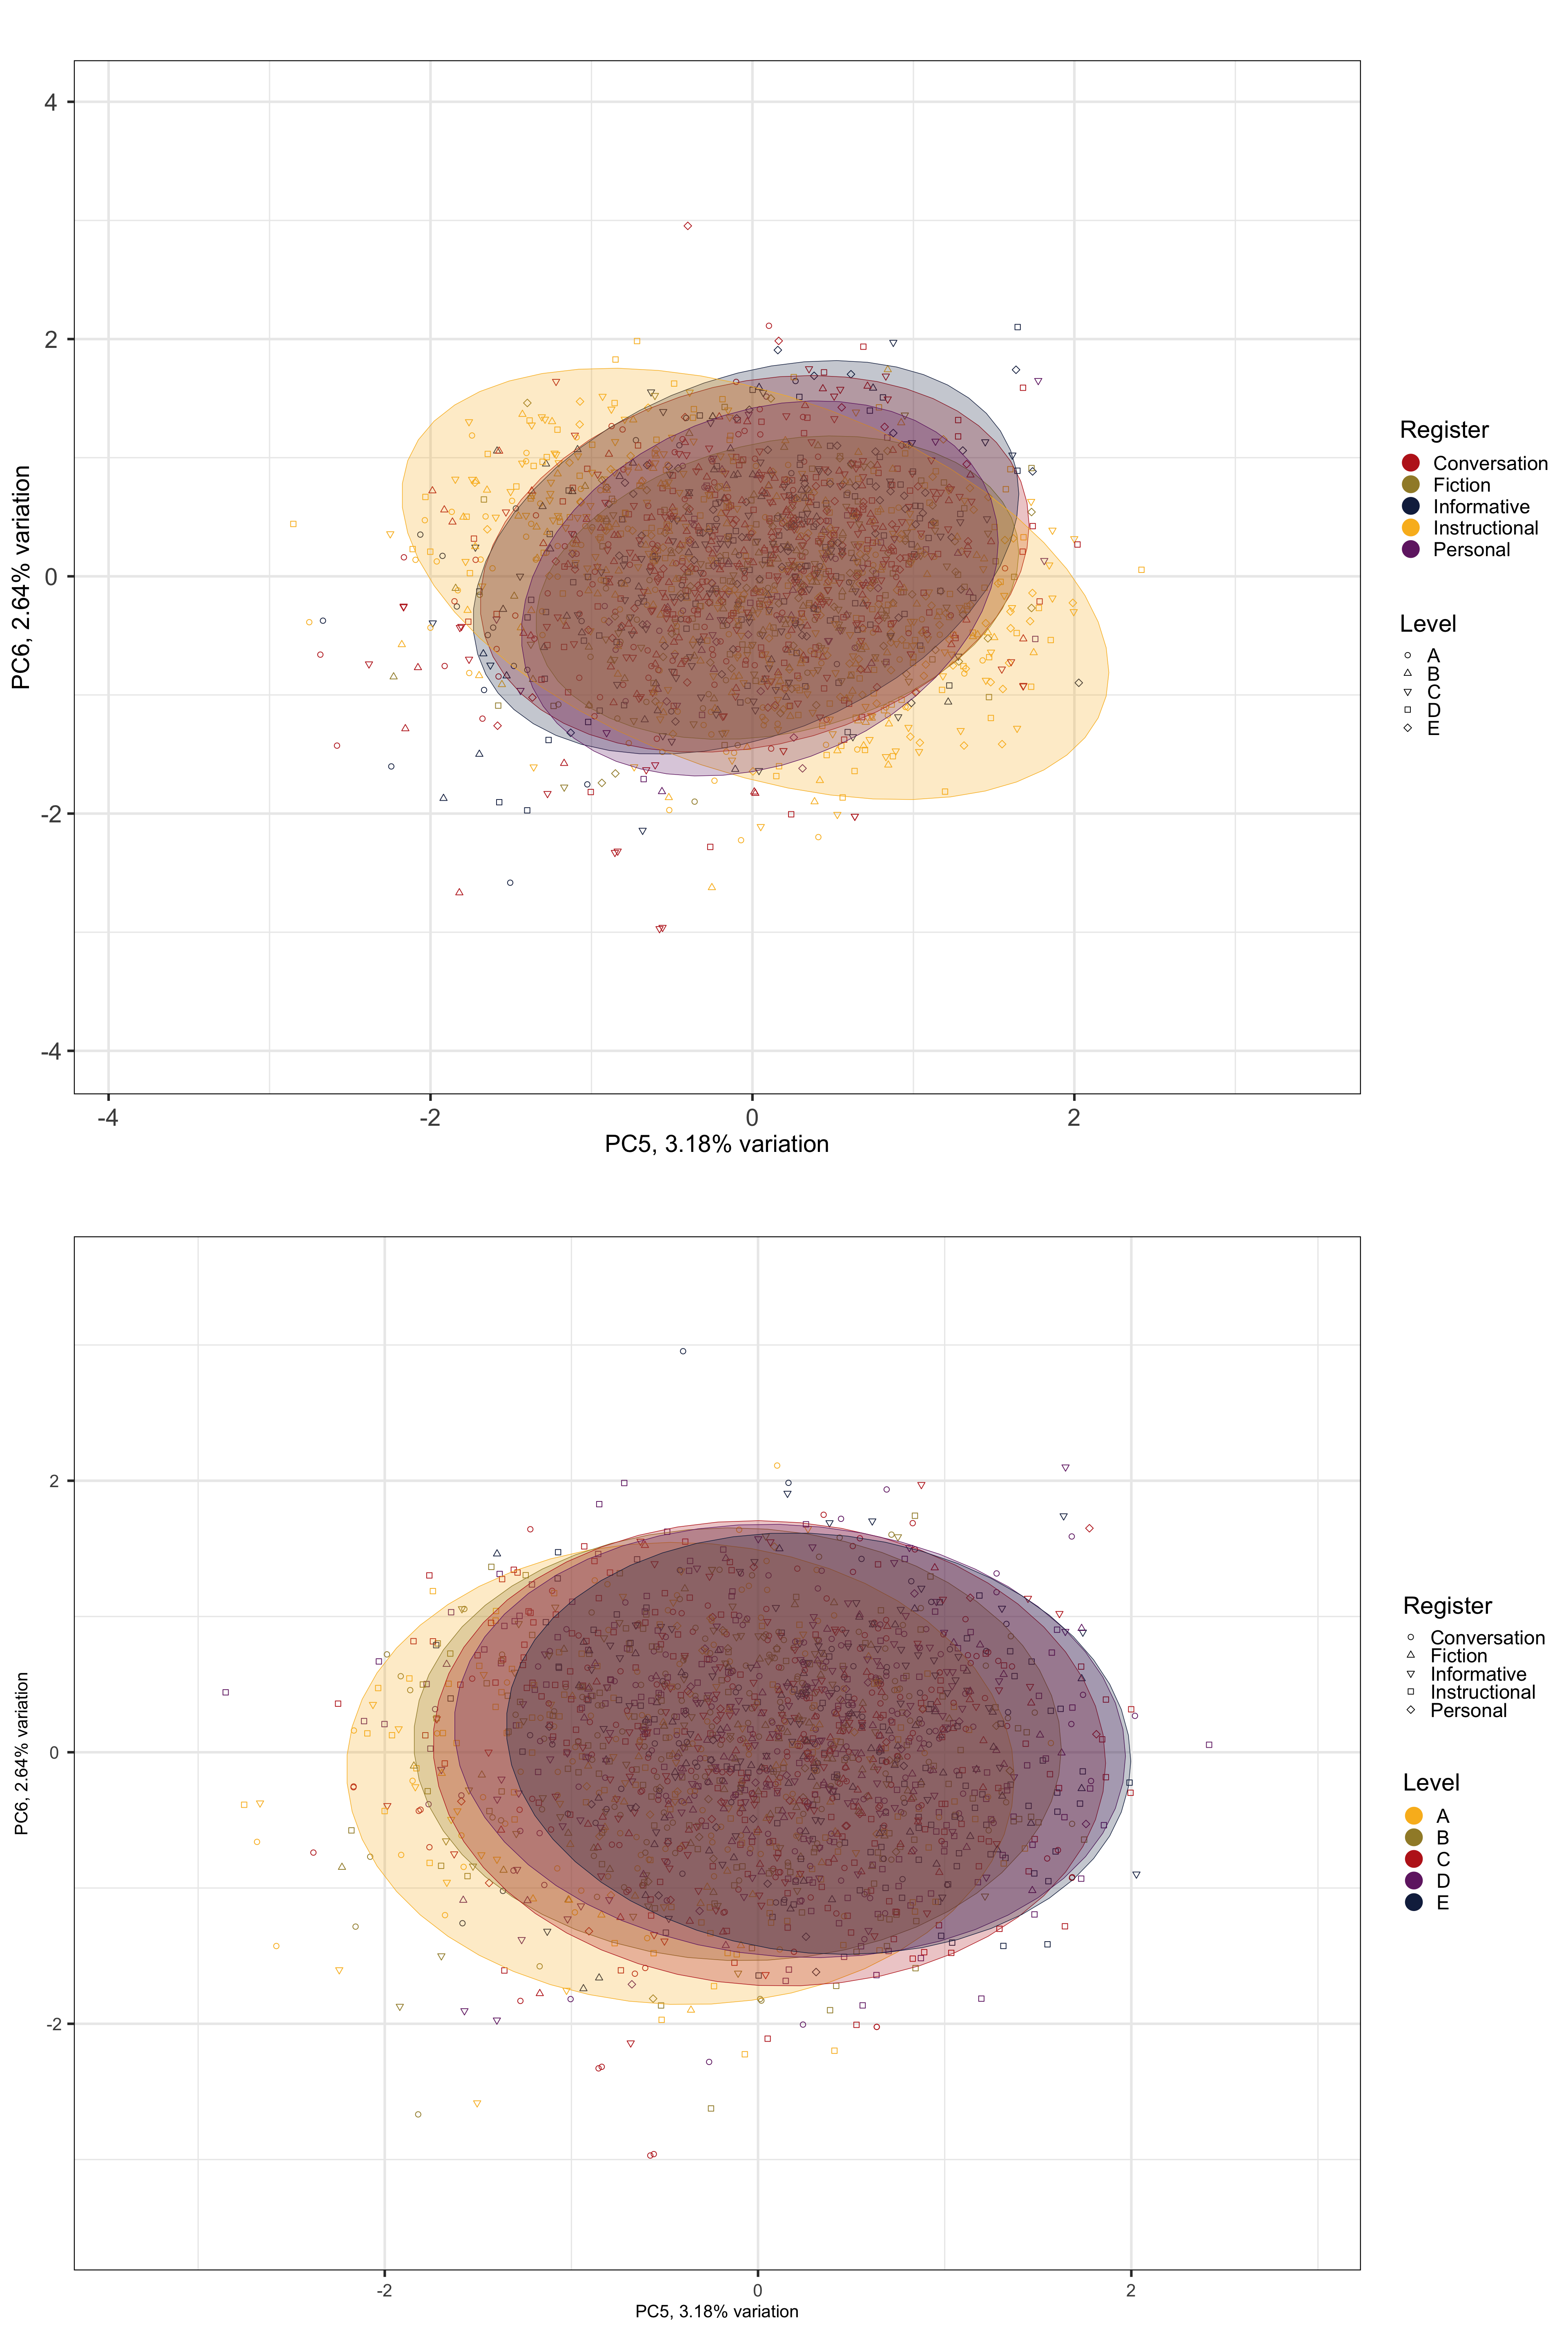 4
2
0
-2
-4
PC6, 2.64% variation
-4
-2
0
2
PC5, 3.18% variation
Register
Conversation
Fiction
Informative
Instructional
Personal
Level
A
B
C
D
E
2
0
-2
PC6, 2.64% variation
-2
0
2
PC5, 3.18% variation
Register
Conversation
Fiction
Informative
Instructional
Personal
Level
A
B
C
D
E